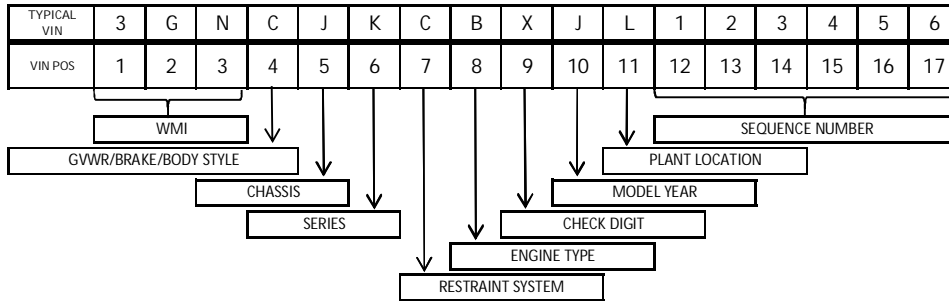 TYPICAL VIN 3 G N C J K C B X J L 1 2 3 4 5 6
VIN POS 1 2 3 4 5 6 7 8 9 10 11 12 13 14 15 16 17
WMI SEQUENCE NUMBER
GVWR/BRAKE/BODY STYLE PLANT LOCATION
CHASSIS MODEL YEAR
SERIES CHECK DIGIT
ENGINE TYPE
RESTRAINT SYSTEM